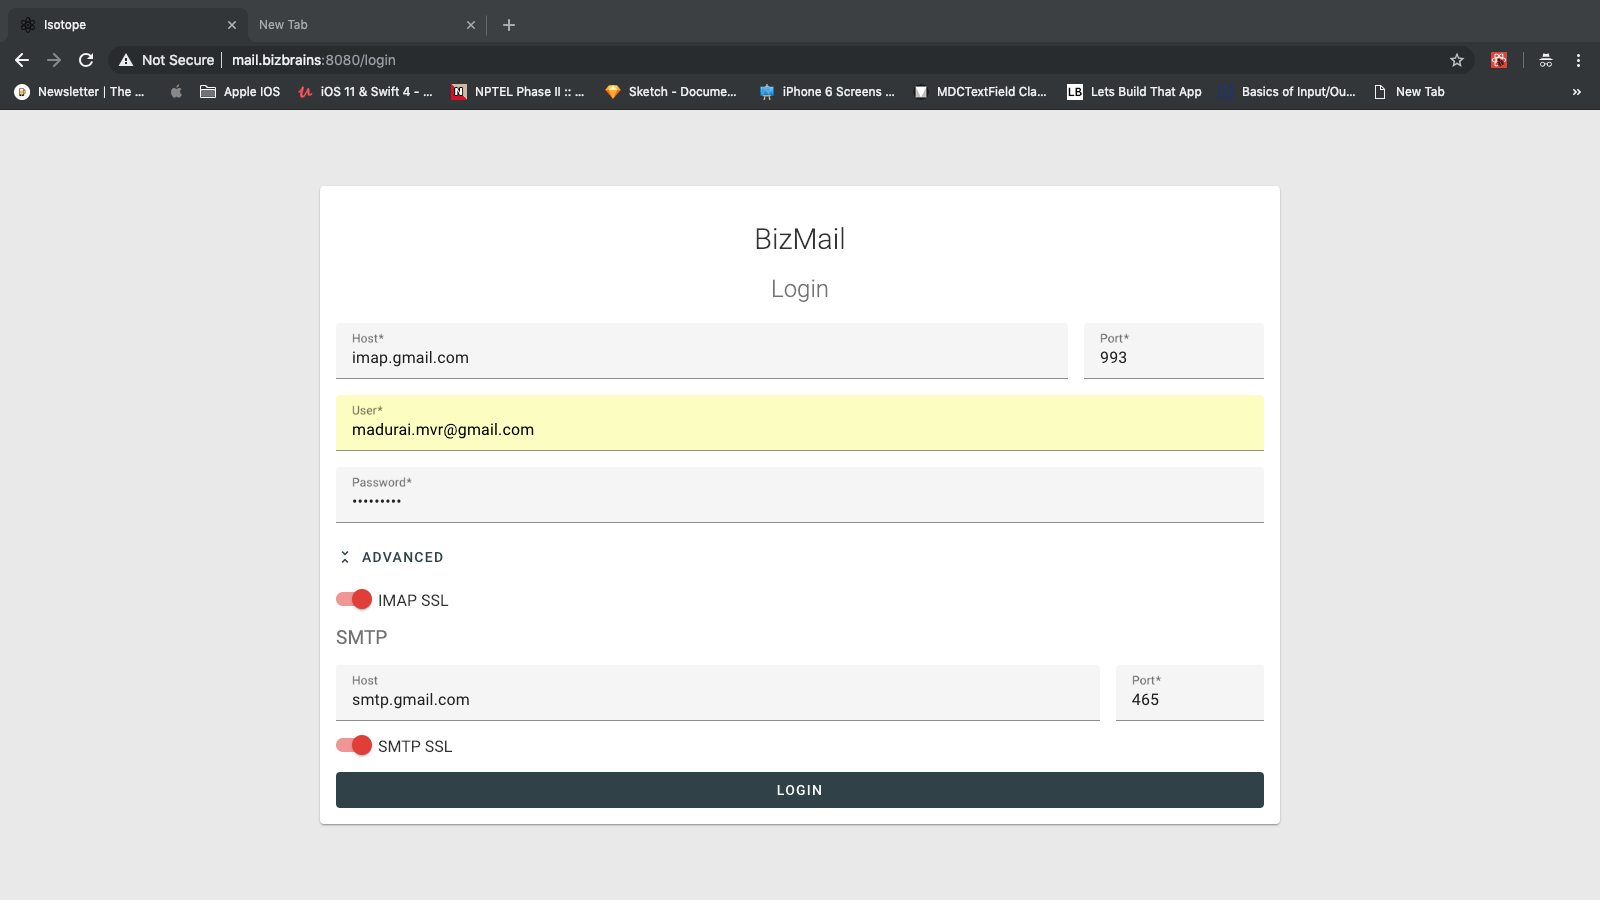 Isotope
New Tab
Not Secure
mail.bizbrains:8080/login
Newsletter | The ...
Apple IOS
iOS 11 & Swift 4 - ...
N
NPTEL Phase II :: ...
Sketch - Docume...
iPhone 6 Screens ...
MDCTextField Cla...
LB
Lets Build That App
Basics of Input/Ou...
New Tab
»
BizMail
Login
Host*
imap.gmail.com
Port*
993
User*
madurai.mvr@gmail.com
Password*
•••••••••
ADVANCED
IMAP SSL
SMTP
Host
smtp.gmail.com
Port*
465
SMTP SSL
LOGIN